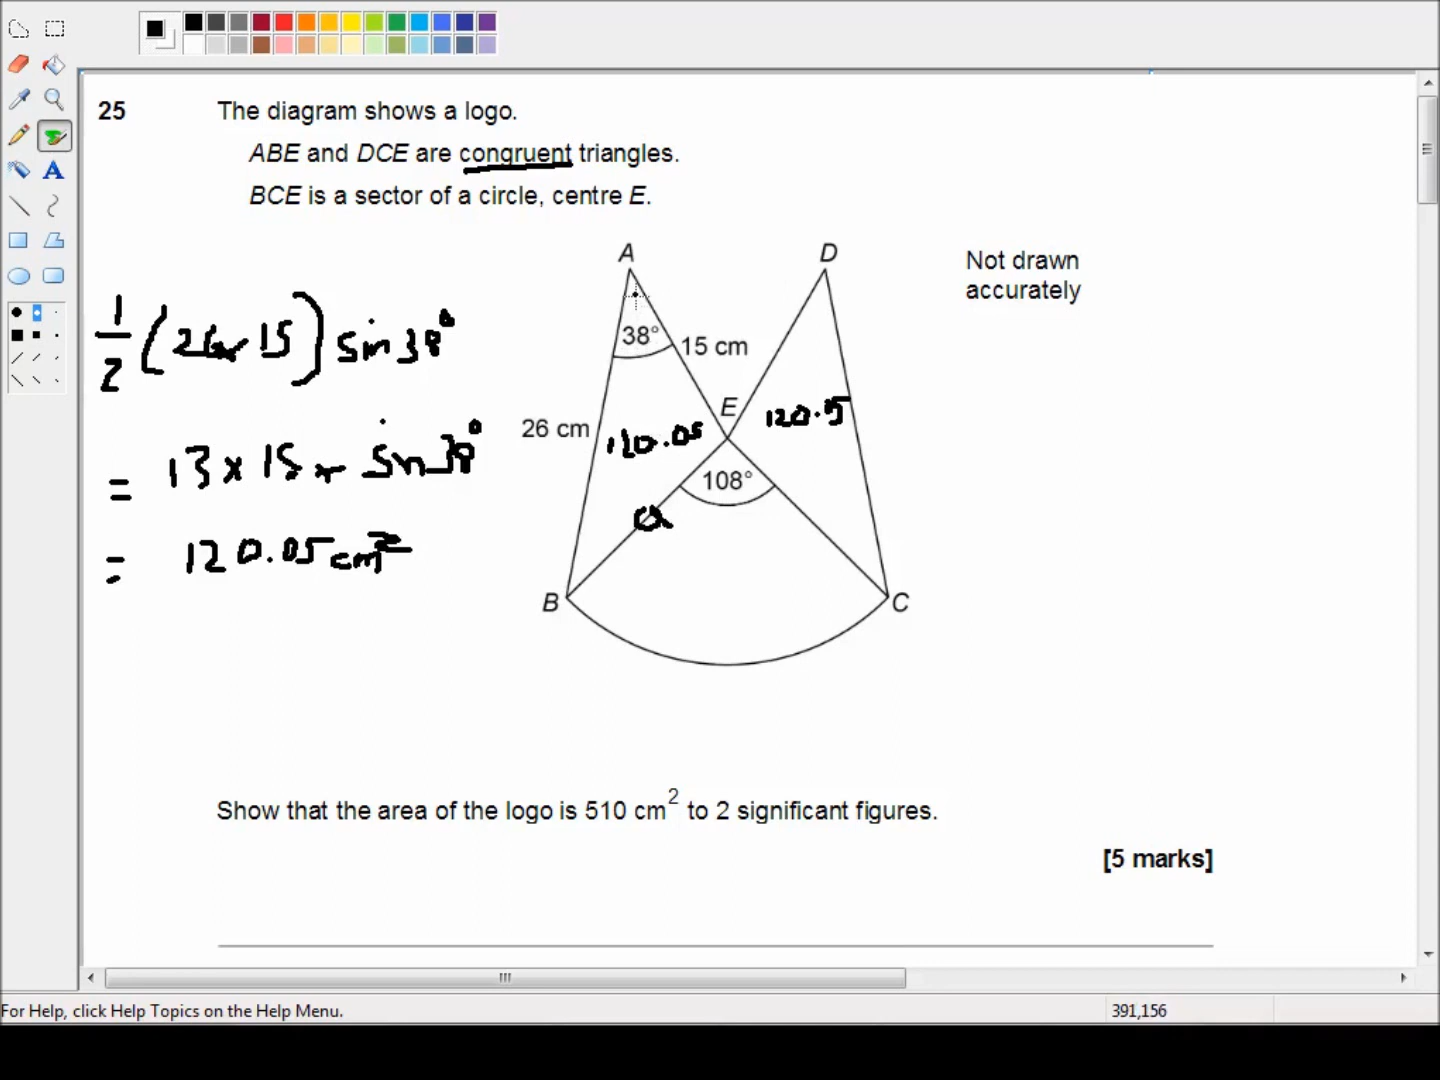 25 The diagram shows a logo.
ABE and DCE are congruent triangles.
BCE is a sector of a circle, centre E.
A
D
Not drawn
accurately
1/2 (26 x 15) sin 38°
38°
15 cm
E
120.5
26 cm
120.05
= 13 x 15 x sin 38°
108°
a
= 120.05 cm²
B
C
Show that the area of the logo is 510 cm² to 2 significant figures.
[5 marks]
For Help, click Help Topics on the Help Menu.
391,156